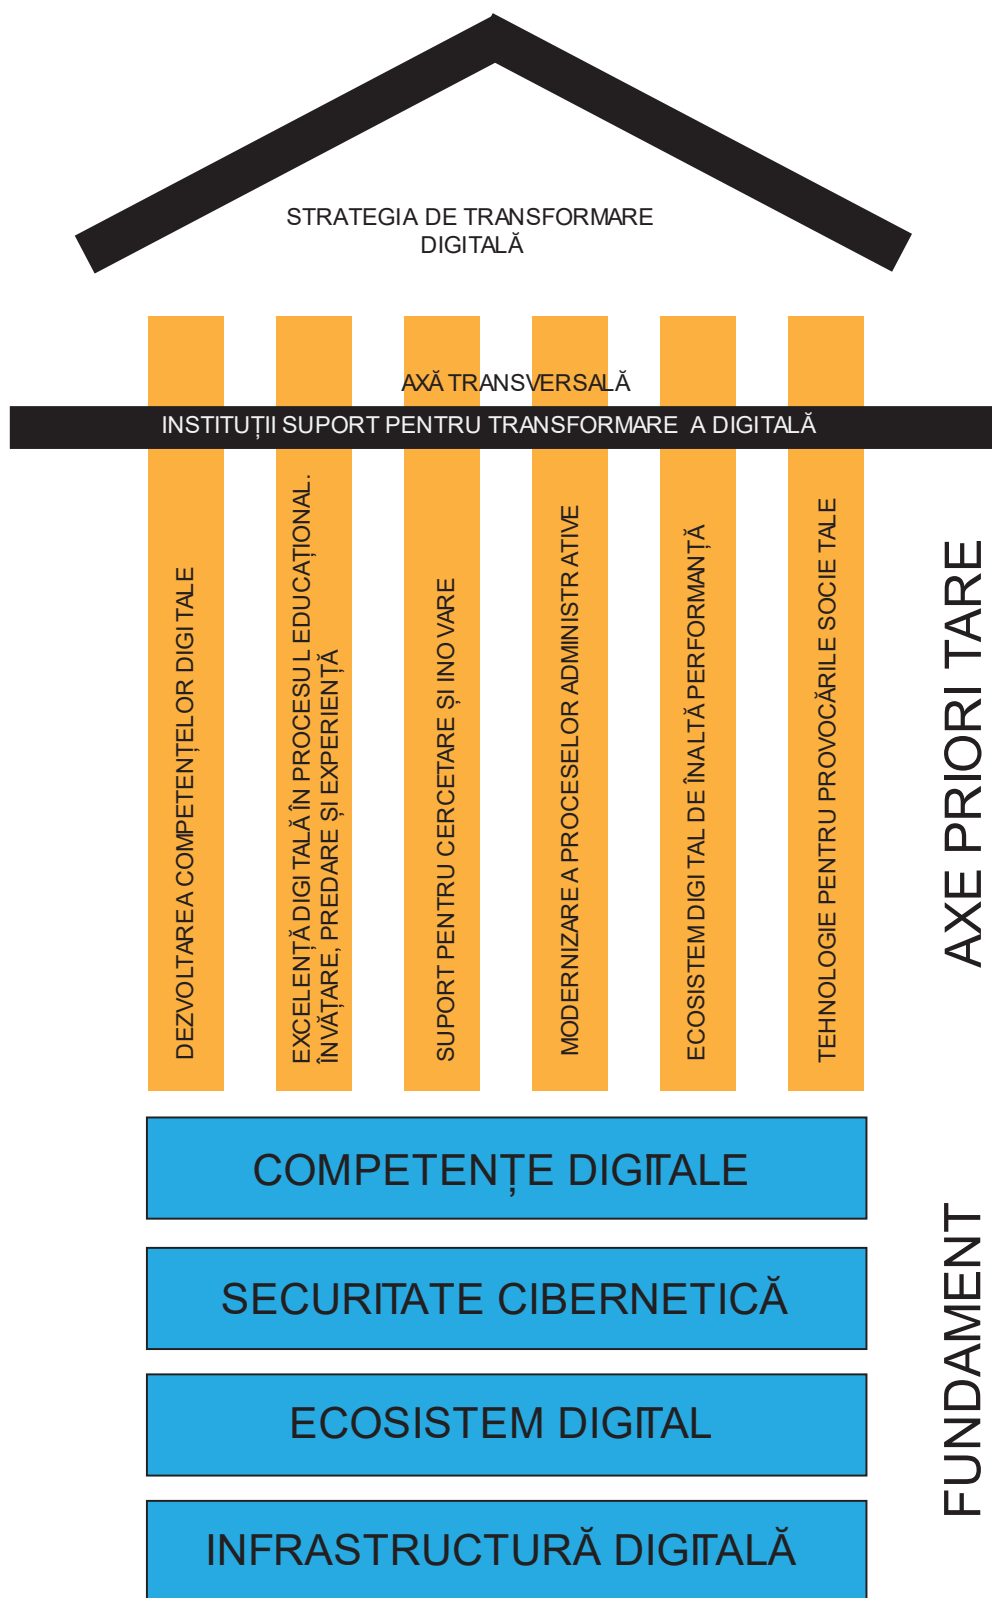 STRATEGIA DE TRANSFORMARE
DIGITALĂ
AXĂ TRANSVERSALĂ
INSTITUȚII SUPORT PENTRU TRANSFORMARE A DIGITALĂ
DEZVOLTAREA COMPETENȚELOR DIGITALE
EXCELENȚĂ DIGITALĂ ÎN PROCESUL EDUCAȚIONAL.
ÎNVĂȚARE, PREDARE ȘI EXPERIENȚĂ
SUPORT PENTRU CERCETARE ȘI INOVARE
MODERNIZAREA PROCESELOR ADMINISTRATIVE
ECOSISTEM DIGITAL DE ÎNALTĂ PERFORMANȚĂ
TEHNOLOGIE PENTRU PROVOCĂRILE SOCIETALE
AXE PRIORITARE
COMPETENȚE DIGITALE
SECURITATE CIBERNETICĂ
ECOSISTEM DIGITAL
INFRASTRUCTURĂ DIGITALĂ
FUNDAMENT